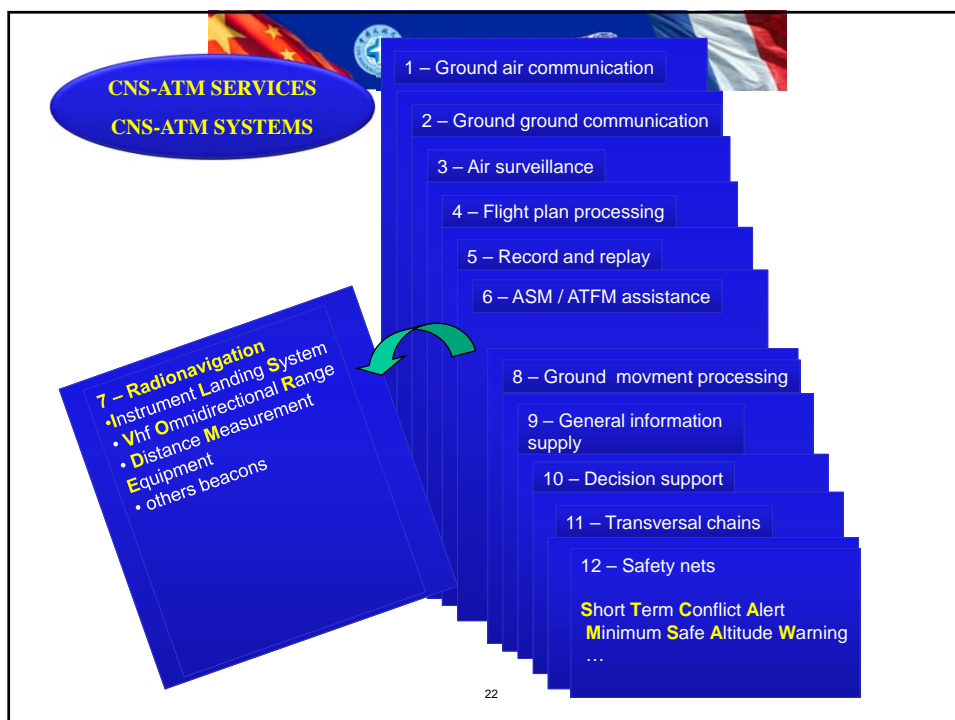 CNS-ATM SERVICES
CNS-ATM SYSTEMS
1 – Ground air communication
2 – Ground ground communication
3 – Air surveillance
4 – Flight plan processing
5 – Record and replay
6 – ASM / ATFM assistance
7 – Radionavigation
•Instrument Landing System
• Vhf Omnidirectional Range
• Distance Measurement
Equipment
• others beacons
8 – Ground movment processing
9 – General information
supply
10 – Decision support
11 – Transversal chains
12 – Safety nets
Short Term Conflict Alert
Minimum Safe Altitude Warning
…
22